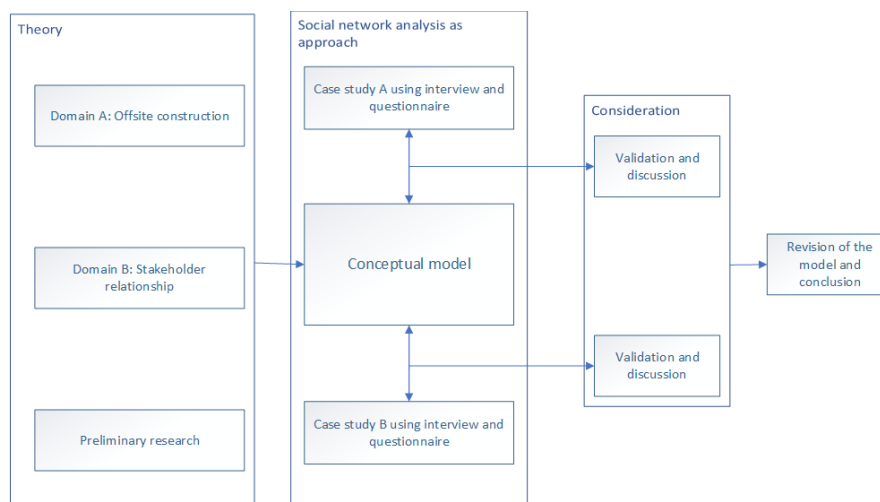 Theory
Domain A: Offsite construction
Domain B: Stakeholder
relationship
Preliminary research
Social network analysis as
approach
Case study A using interview and
questionnaire
Conceptual model
Case study B using interview and
questionnaire
Consideration
Validation and
discussion
Validation and
discussion
Revision of the
model and
conclusion